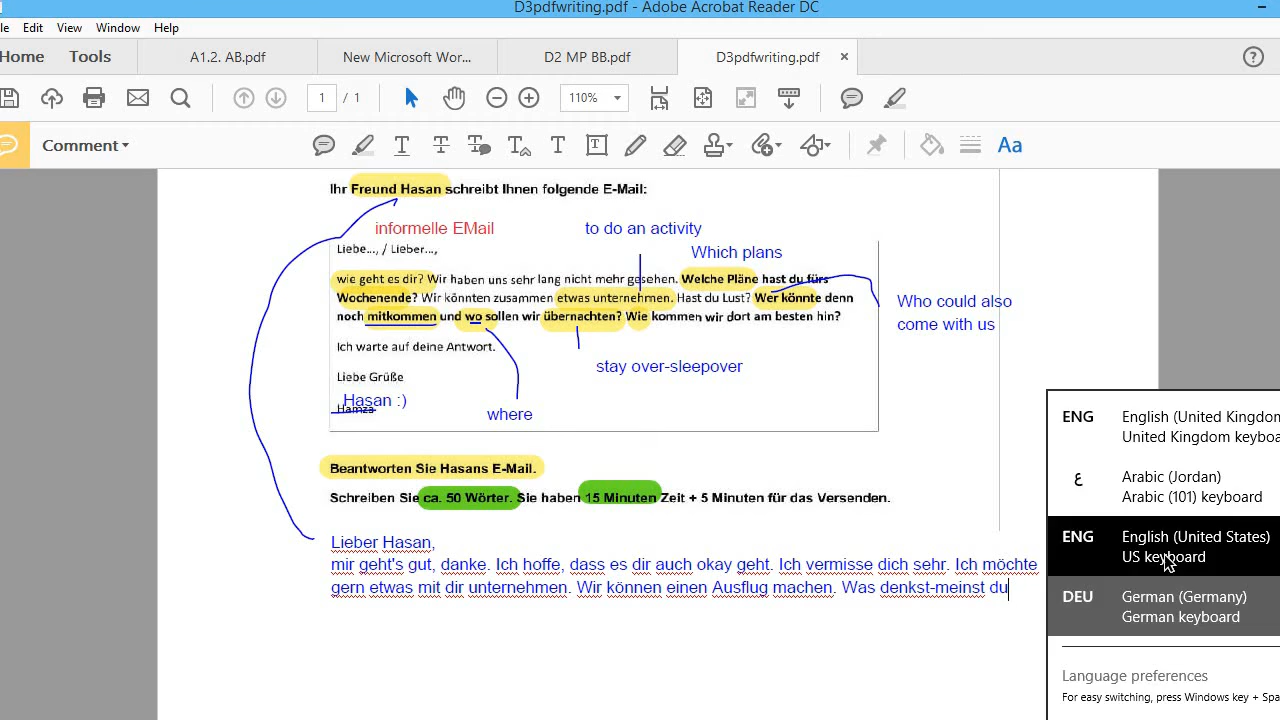 D3pdfwriting.pdf - Adobe Acrobat Reader DC
le Edit View Window Help
Home Tools A1.2. AB.pdf New Microsoft Wor... D2 MP BB.pdf D3pdfwriting.pdf × ?
1 / 1 110%
Comment T T T T T Aa
Ihr Freund Hasan schreibt Ihnen folgende E-Mail:
informelle EMail to do an activity
Liebe..., / Lieber..., Which plans
wie geht es dir? Wir haben uns sehr lang nicht mehr gesehen. Welche Pläne hast du fürs
Wochenende? Wir könnten zusammen etwas unternehmen. Hast du Lust? Wer könnte denn
noch mitkommen und wo sollen wir übernachten? Wie kommen wir dort am besten hin?
Who could also
come with us
Ich warte auf deine Antwort.
stay over-sleepover
Liebe Grüße
Hasan :)
Hamza
where
Beantworten Sie Hasans E-Mail.
Schreiben Sie ca. 50 Wörter. Sie haben 15 Minuten Zeit + 5 Minuten für das Versenden.
Lieber Hasan,
mir geht's gut, danke. Ich hoffe, dass es dir auch okay geht. Ich vermisse dich sehr. Ich möchte
gern etwas mit dir unternehmen. Wir können einen Ausflug machen. Was denkst-meinst du
ENG English (United Kingdom
United Kingdom keyboa
ع Arabic (Jordan)
Arabic (101) keyboard
ENG English (United States)
US keyboard
DEU German (Germany)
German keyboard
Language preferences
For easy switching, press Windows key + Spa